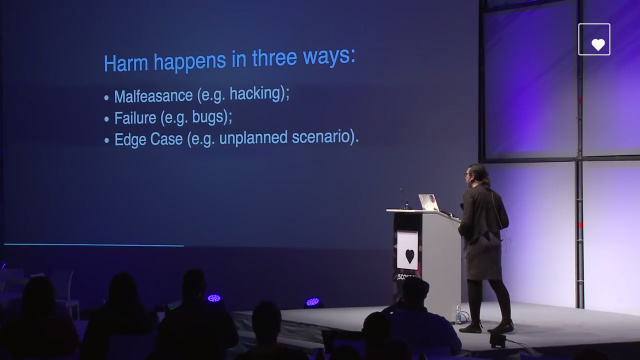 Harm happens in three ways:
• Malfeasance (e.g. hacking);
• Failure (e.g. bugs);
• Edge Case (e.g. unplanned scenario).